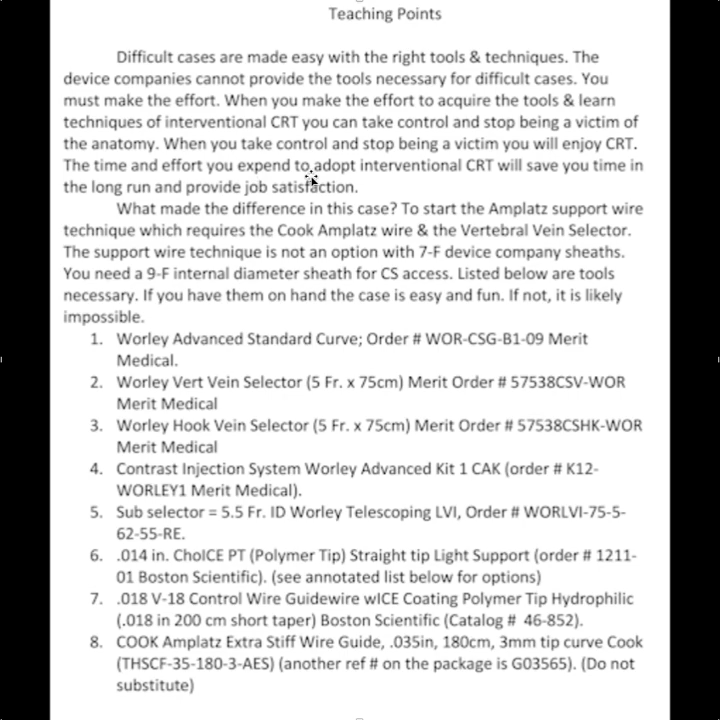 Teaching Points
Difficult cases are made easy with the right tools & techniques. The
device companies cannot provide the tools necessary for difficult cases. You
must make the effort. When you make the effort to acquire the tools & learn
techniques of interventional CRT you can take control and stop being a victim of
the anatomy. When you take control and stop being a victim you will enjoy CRT.
The time and effort you expend to adopt interventional CRT will save you time in
the long run and provide job satisfaction.
What made the difference in this case? To start the Amplatz support wire
technique which requires the Cook Amplatz wire & the Vertebral Vein Selector.
The support wire technique is not an option with 7-F device company sheaths.
You need a 9-F internal diameter sheath for CS access. Listed below are tools
necessary. If you have them on hand the case is easy and fun. If not, it is likely
impossible.
1. Worley Advanced Standard Curve; Order # WOR-CSG-B1-09 Merit
Medical.
2. Worley Vert Vein Selector (5 Fr. x 75cm) Merit Order # 57538CSV-WOR
Merit Medical
3. Worley Hook Vein Selector (5 Fr. x 75cm) Merit Order # 57538CSHK-WOR
Merit Medical
4. Contrast Injection System Worley Advanced Kit 1 CAK (order # K12-
WORLEY1 Merit Medical).
5. Sub selector = 5.5 Fr. ID Worley Telescoping LVI, Order # WORLVI-75-5-
62-55-RE.
6. .014 in. ChoICE PT (Polymer Tip) Straight tip Light Support (order # 1211-
01 Boston Scientific). (see annotated list below for options)
7. .018 V-18 Control Wire Guidewire wICE Coating Polymer Tip Hydrophilic
(.018 in 200 cm short taper) Boston Scientific (Catalog # 46-852).
8. COOK Amplatz Extra Stiff Wire Guide, .035in, 180cm, 3mm tip curve Cook
(THSCF-35-180-3-AES) (another ref # on the package is G03565). (Do not
substitute)